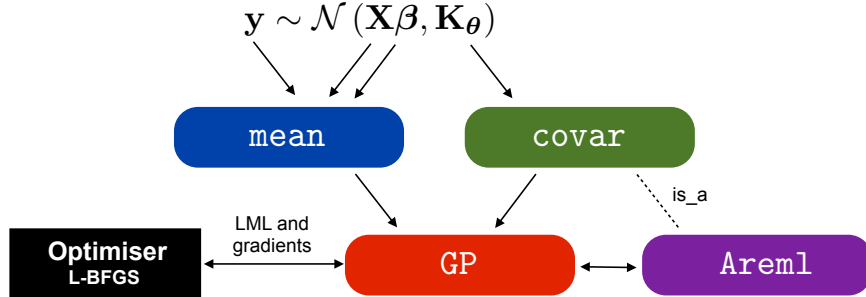 y ∼ 𝒩 (Xβ, K_θ)
mean
covar
is_a
LML and
gradients
Optimiser
L-BFGS
GP
Areml